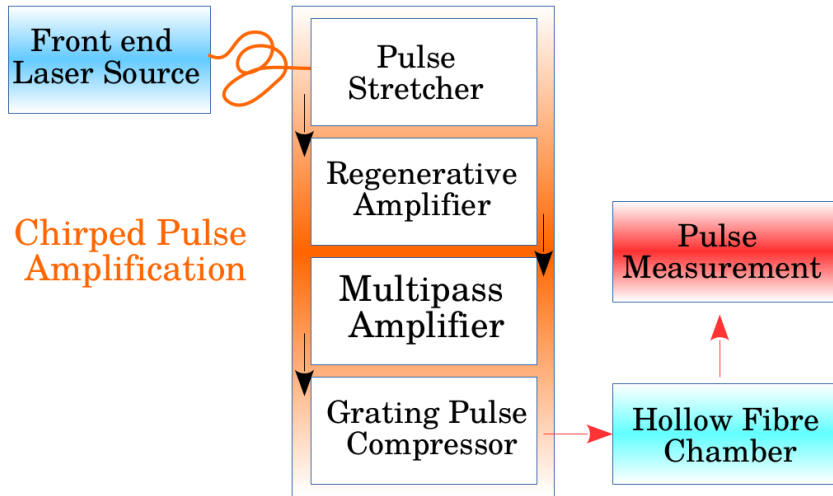 Front end
Laser Source
Pulse
Stretcher
Regenerative
Amplifier
Chirped Pulse
Amplification
Multipass
Amplifier
Grating Pulse
Compressor
Pulse
Measurement
Hollow Fibre
Chamber